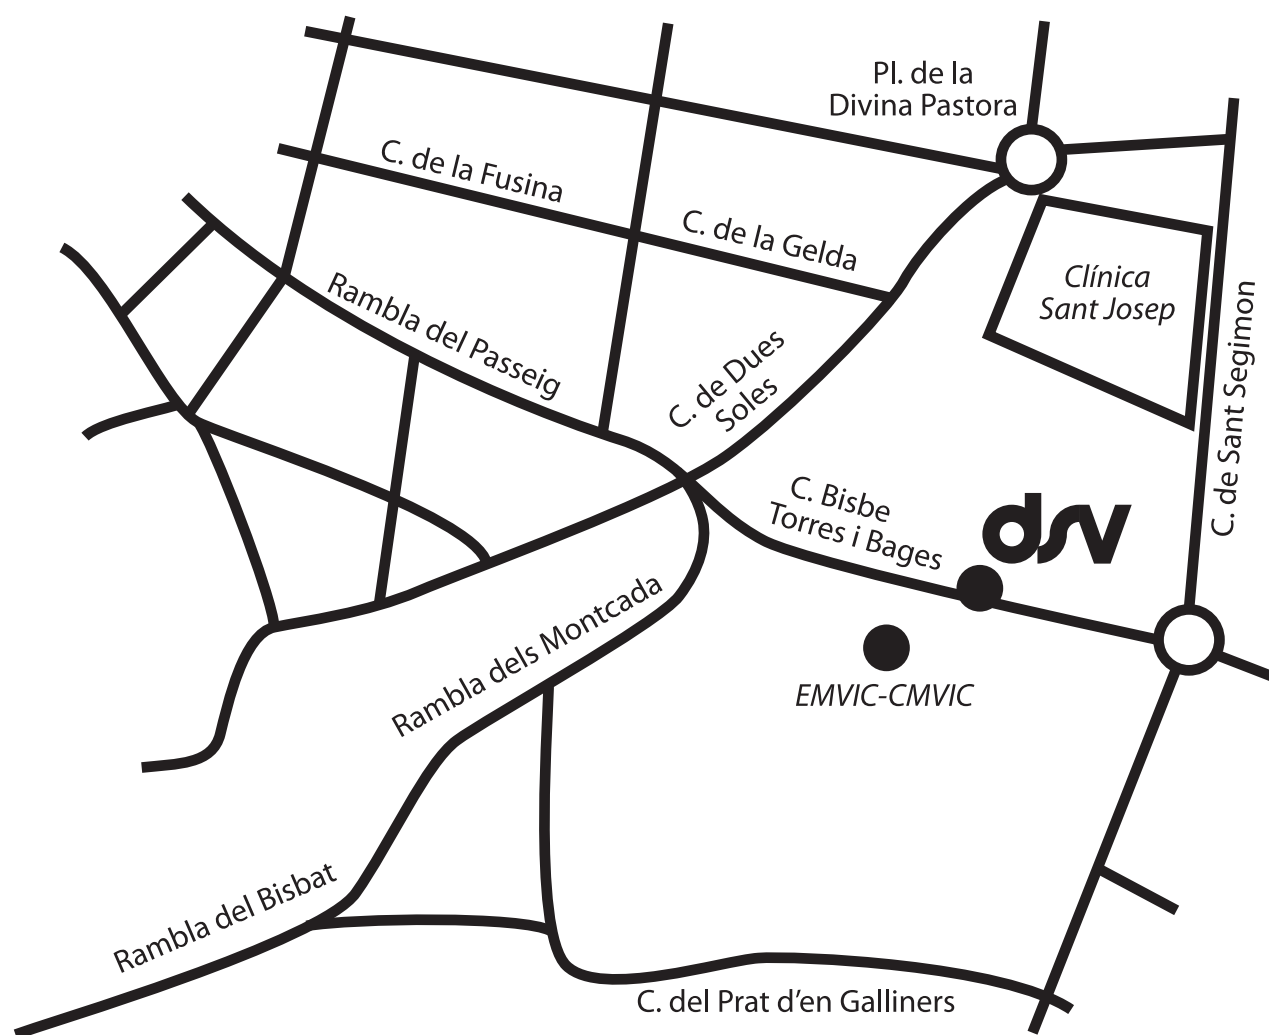 Pl. de la
Divina Pastora
C. de la Fusina
C. de la Gelda
Clínica
Sant Josep
Rambla del Passeig
C. de Dues
Soles
C. de Sant Segimon
C. Bisbe
Torres i Bages
dsv
Rambla dels Montcada
EMVIC-CMVIC
Rambla del Bisbat
C. del Prat d'en Galliners